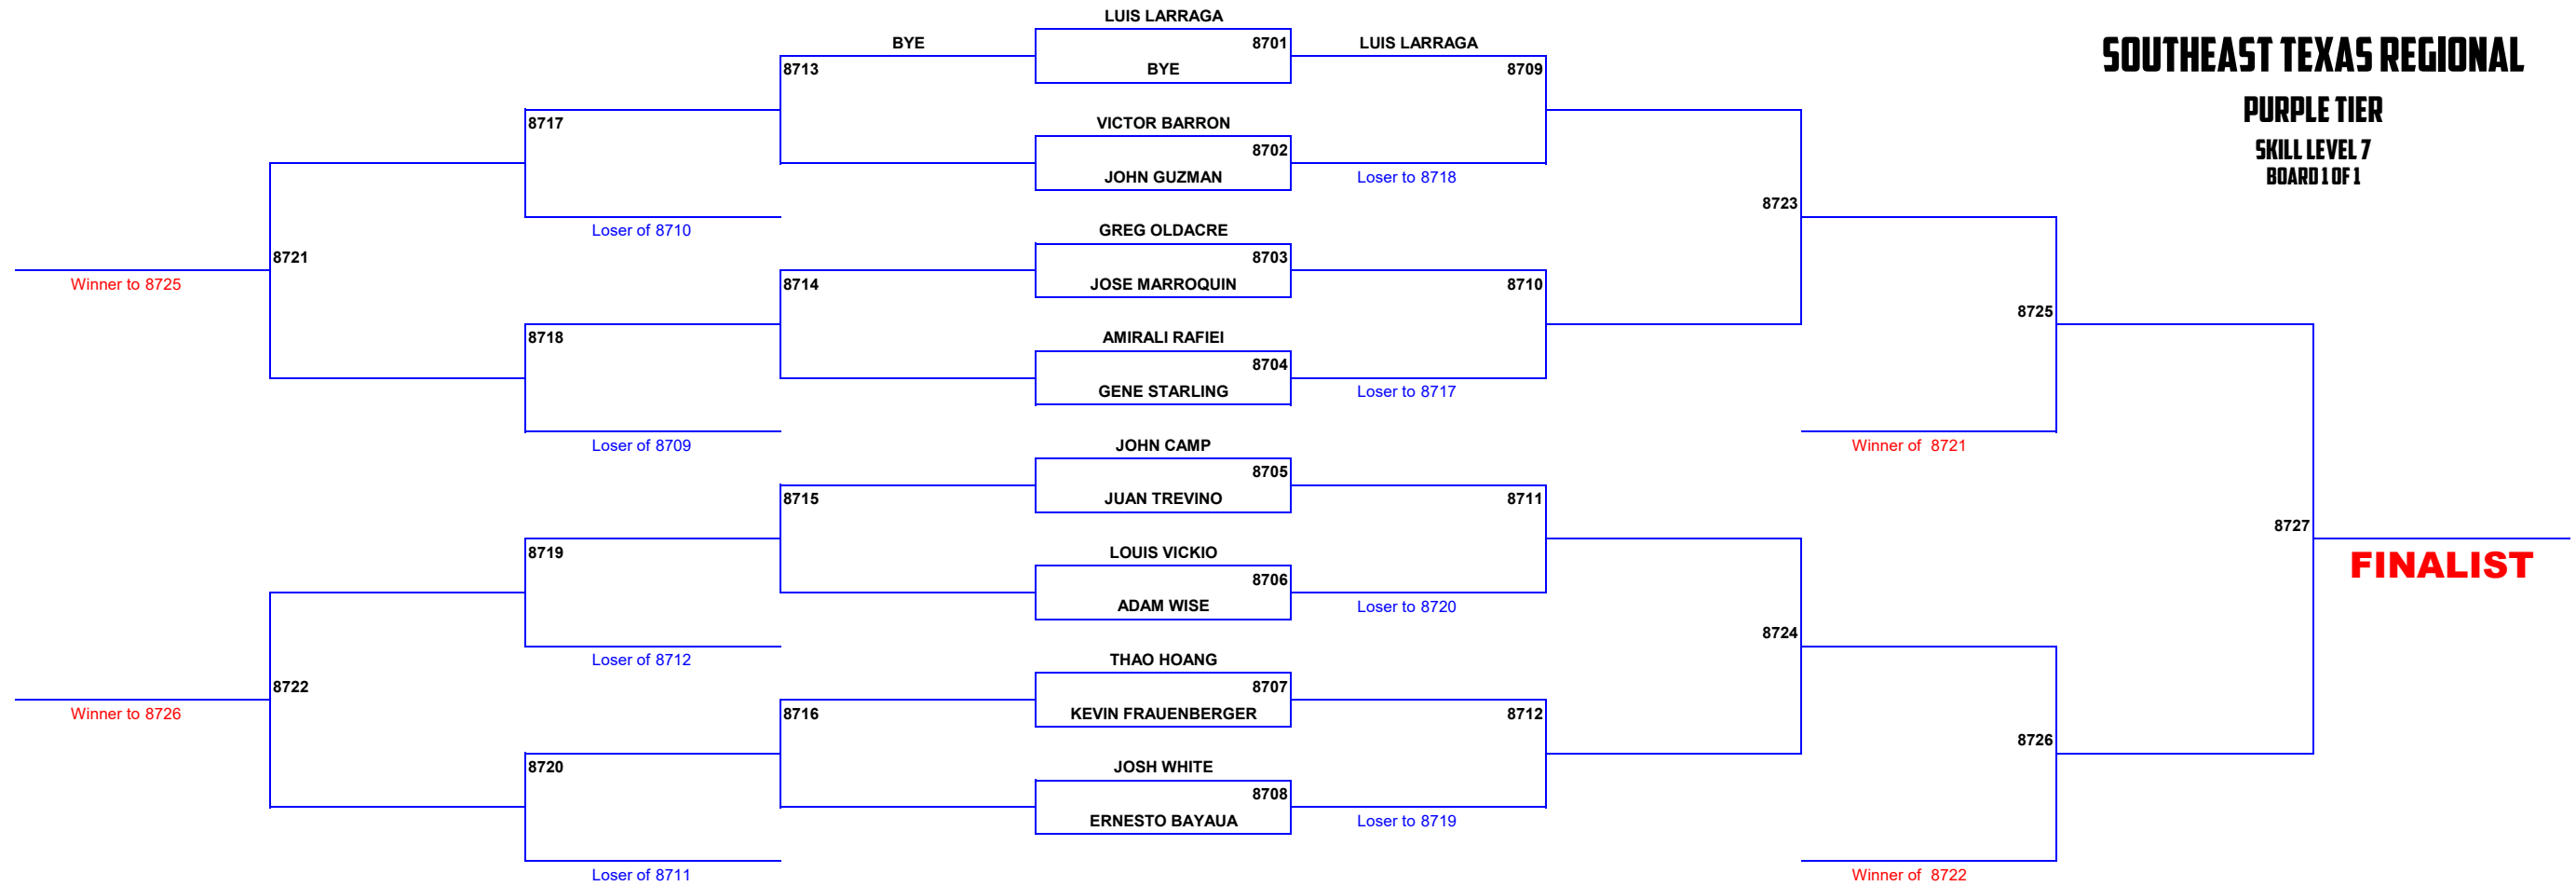 LUIS LARRAGA
SOUTHEAST TEXAS REGIONAL
BYE
8701
LUIS LARRAGA
8713
BYE
8709
PURPLE TIER
8717
VICTOR BARRON
SKILL LEVEL 7
8702
BOARD 1 OF 1
JOHN GUZMAN
Loser to 8718
8723
Loser of 8710
GREG OLDACRE
8721
8703
Winner to 8725
8714
JOSE MARROQUIN
8710
8725
8718
AMIRALI RAFIEI
8704
GENE STARLING
Loser to 8717
Loser of 8709
JOHN CAMP
Winner of 8721
8705
8715
JUAN TREVINO
8711
8727
8719
LOUIS VICKIO
FINALIST
8706
ADAM WISE
Loser to 8720
8724
Loser of 8712
THAO HOANG
8722
8707
Winner to 8726
8716
KEVIN FRAUENBERGER
8712
8726
8720
JOSH WHITE
8708
ERNESTO BAYAUA
Loser to 8719
Loser of 8711
Winner of 8722